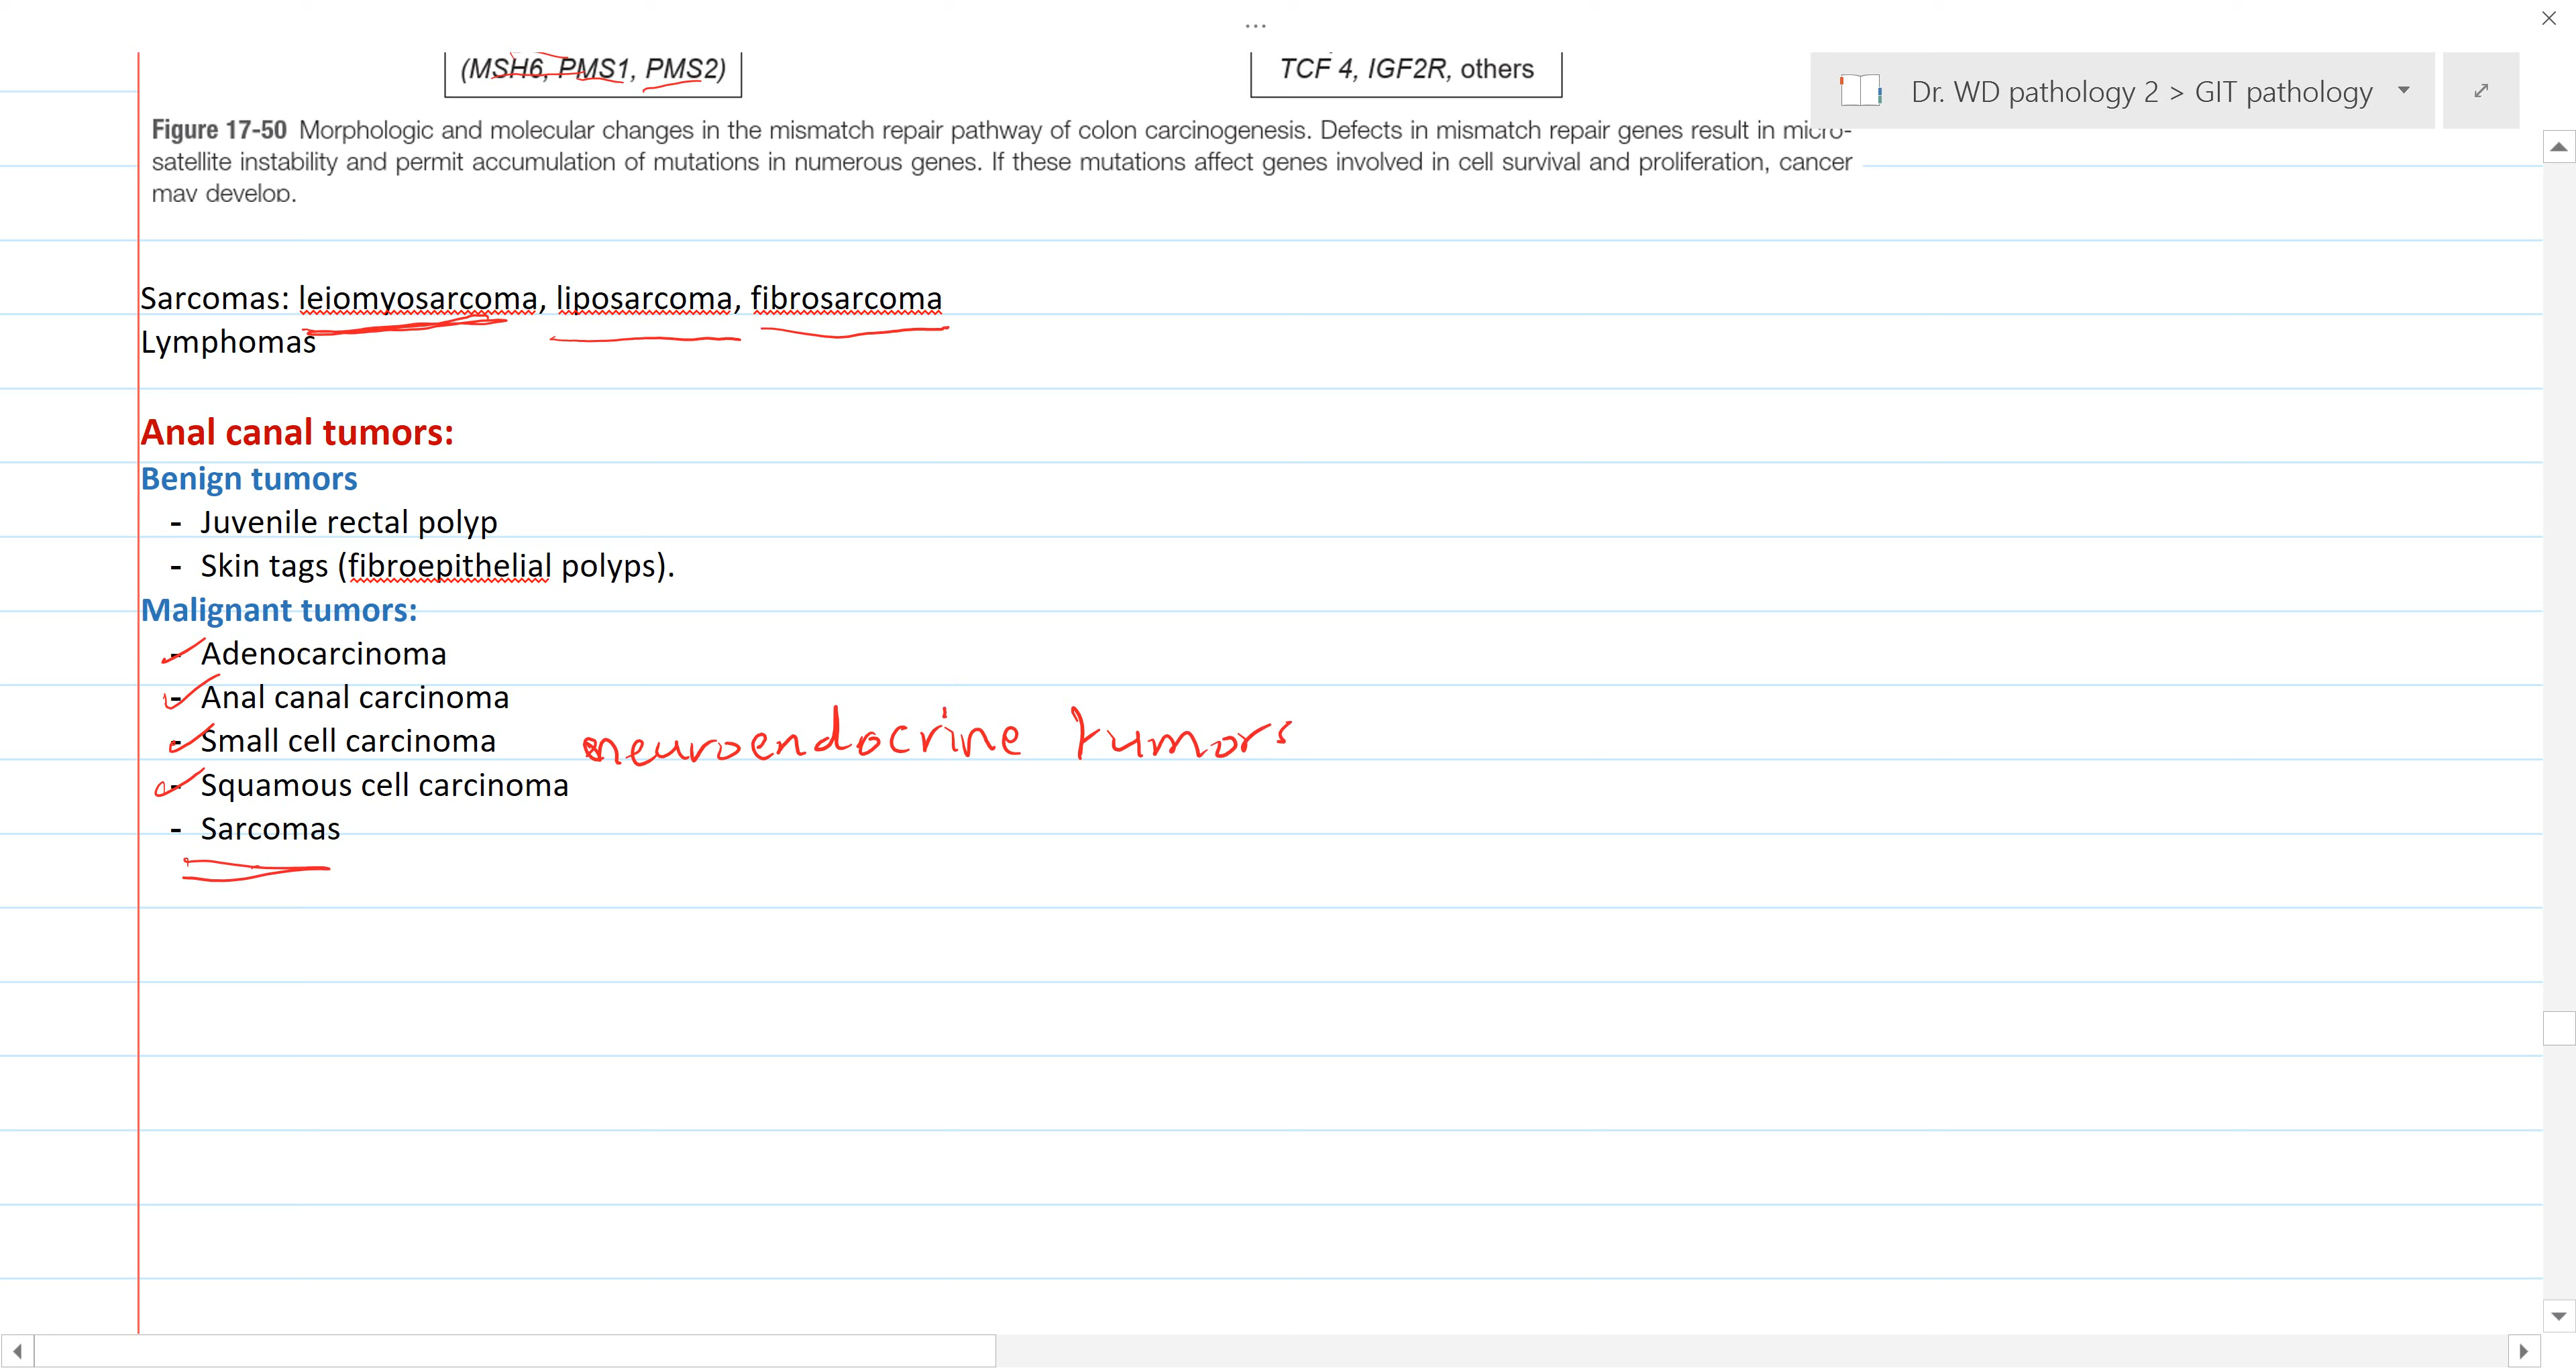 ...
(MSH6, PMS1, PMS2)
TCF 4, IGF2R, others
Dr. WD pathology 2 > GIT pathology
Figure 17-50 Morphologic and molecular changes in the mismatch repair pathway of colon carcinogenesis. Defects in mismatch repair genes result in micro-
satellite instability and permit accumulation of mutations in numerous genes. If these mutations affect genes involved in cell survival and proliferation, cancer
may develop.
Sarcomas: leiomyosarcoma, liposarcoma, fibrosarcoma
Lymphomas
Anal canal tumors:
Benign tumors
- Juvenile rectal polyp
- Skin tags (fibroepithelial polyps).
Malignant tumors:
- Adenocarcinoma
- Anal canal carcinoma
- Small cell carcinoma neuroendocrine tumors
- Squamous cell carcinoma
- Sarcomas